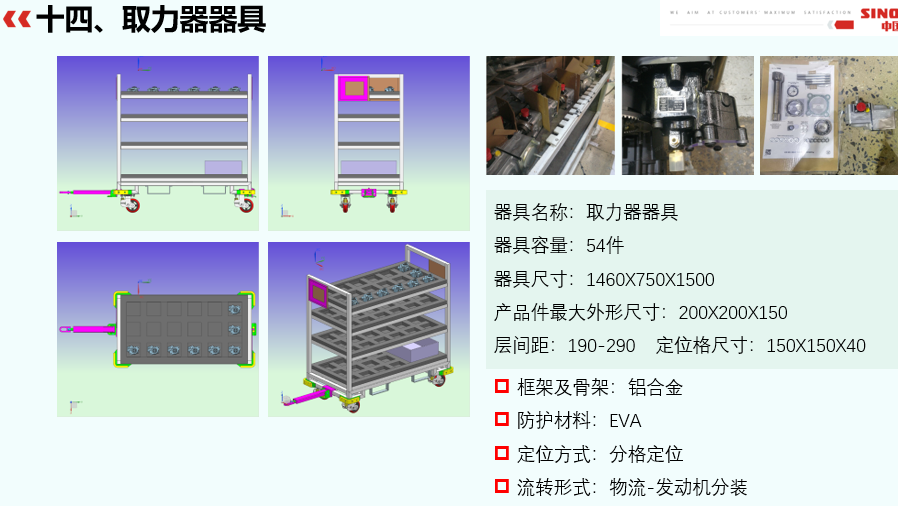 十四、取力器器具
WE AIM AT CUSTOMERS MAXIMUM SATISFACTION
SINO
中国
器具名称：取力器器具
器具容量：54件
器具尺寸：1460X750X1500
产品件最大外形尺寸：200X200X150
层间距：190-290 定位格尺寸：150X150X40
框架及骨架：铝合金
防护材料：EVA
定位方式：分格定位
流转形式：物流-发动机分装